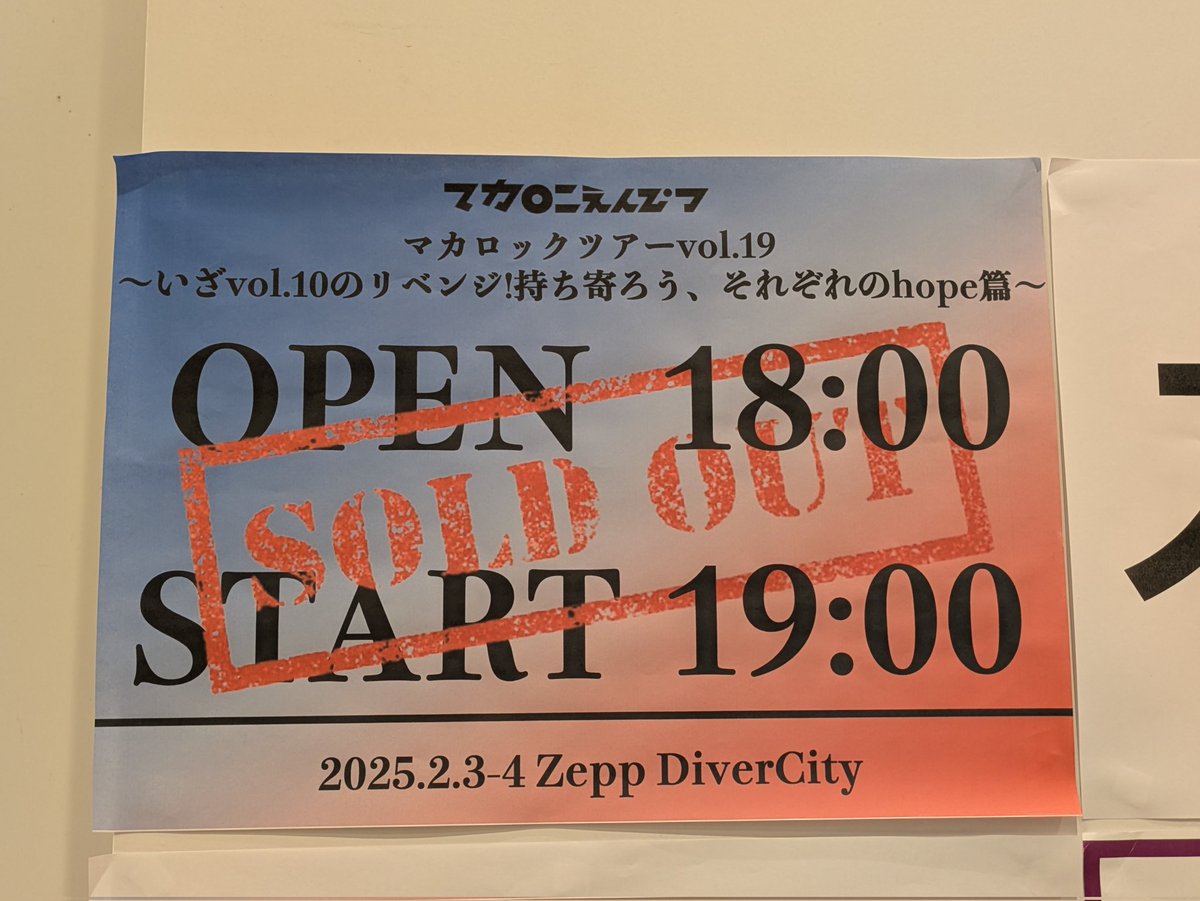 マカロニえんぴつ
マカロックツアーvol.19
〜いざvol.10のリベンジ!持ち寄ろう、それぞれのhope篇〜
OPEN 18:00
SOLD OUT
START 19:00
2025.2.3-4 Zepp DiverCity